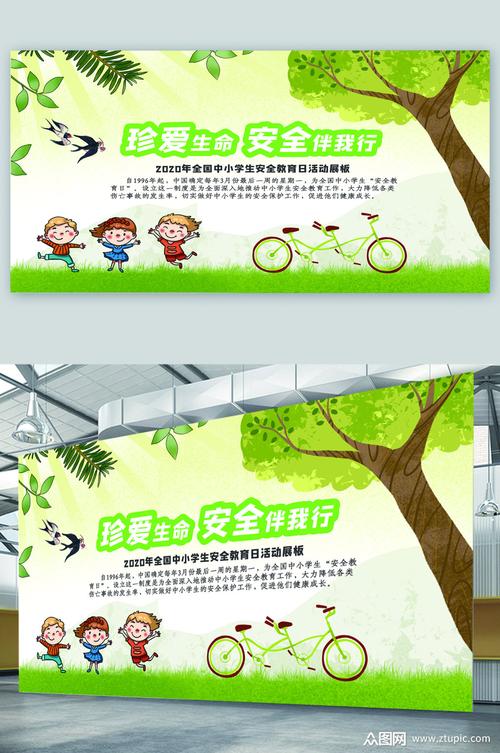 珍爱生命 安全伴我行
2020年全国中小学生安全教育日活动展板
自1996年起，中国确定每年3月份最后一周的星期一，为全国中小学生“安全教
育日”。设立这一制度是为全面深入地推动中小学生安全教育工作，大力降低各类
伤亡事故的发生率，切实做好中小学生的安全保护工作，促进他们健康成长。
珍爱生命 安全伴我行
2020年全国中小学生安全教育日活动展板
自1996年起，中国确定每年3月份最后一周的星期一，为全国中小学生“安全教
育日”。设立这一制度是为全面深入地推动中小学生安全教育工作，大力降低各类
伤亡事故的发生率，切实做好中小学生的安全保护工作，促进他们健康成长。
众图网 www.ztupic.com